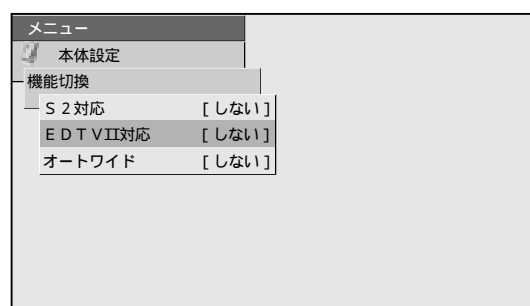 メニュー
本体設定
機能切換
S2対応 [しない]
EDTVII対応 [しない]
オートワイド [しない]